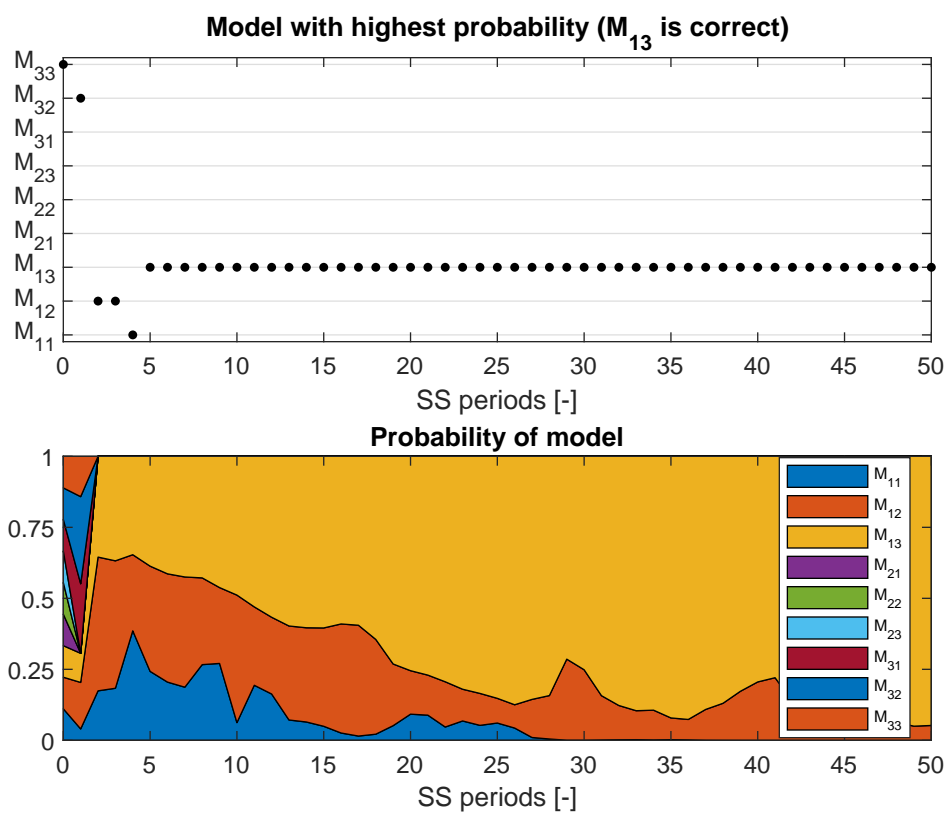 Model with highest probability (M13 is correct)
M33
M32
M31
M23
M22
M21
M13
M12
M11
0 5 10 15 20 25 30 35 40 45 50
SS periods [-]
Probability of model
1
0.75
0.5
0.25
0
M11
M12
M13
M21
M22
M23
M31
M32
M33
0 5 10 15 20 25 30 35 40 45 50
SS periods [-]